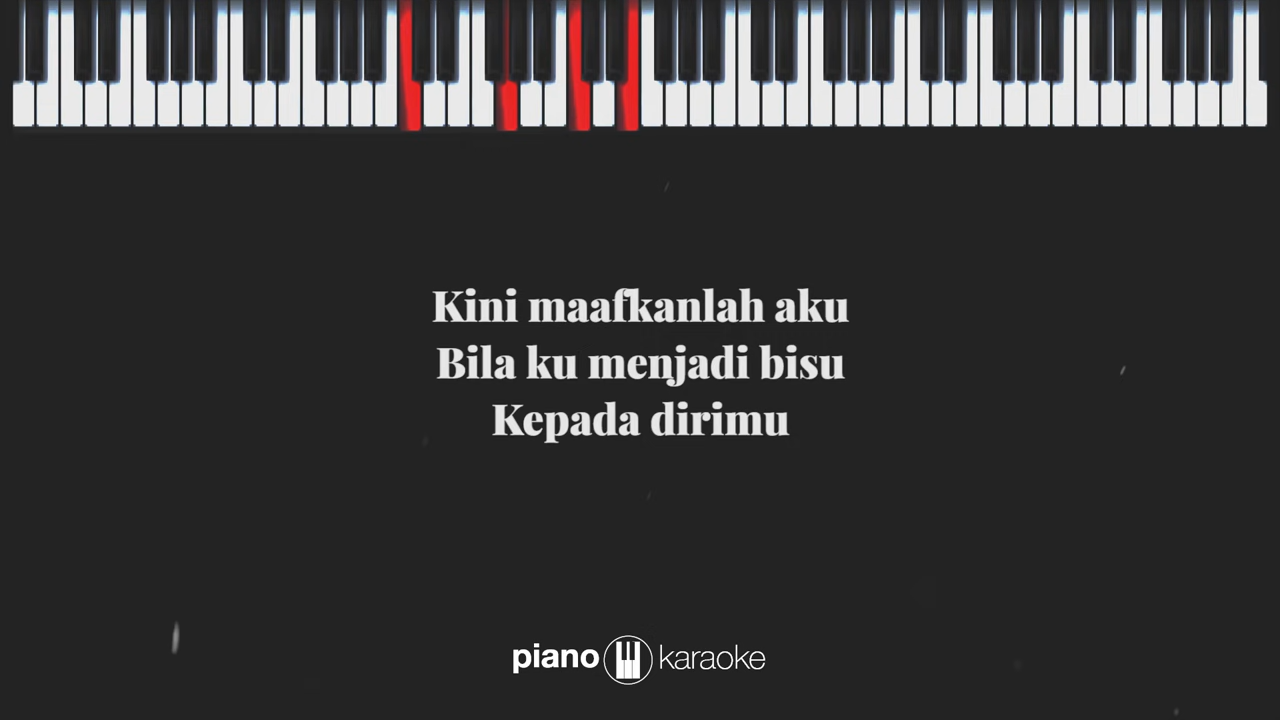 Kini maafkanlah aku
Bila ku menjadi bisu
Kepada dirimu
piano karaoke